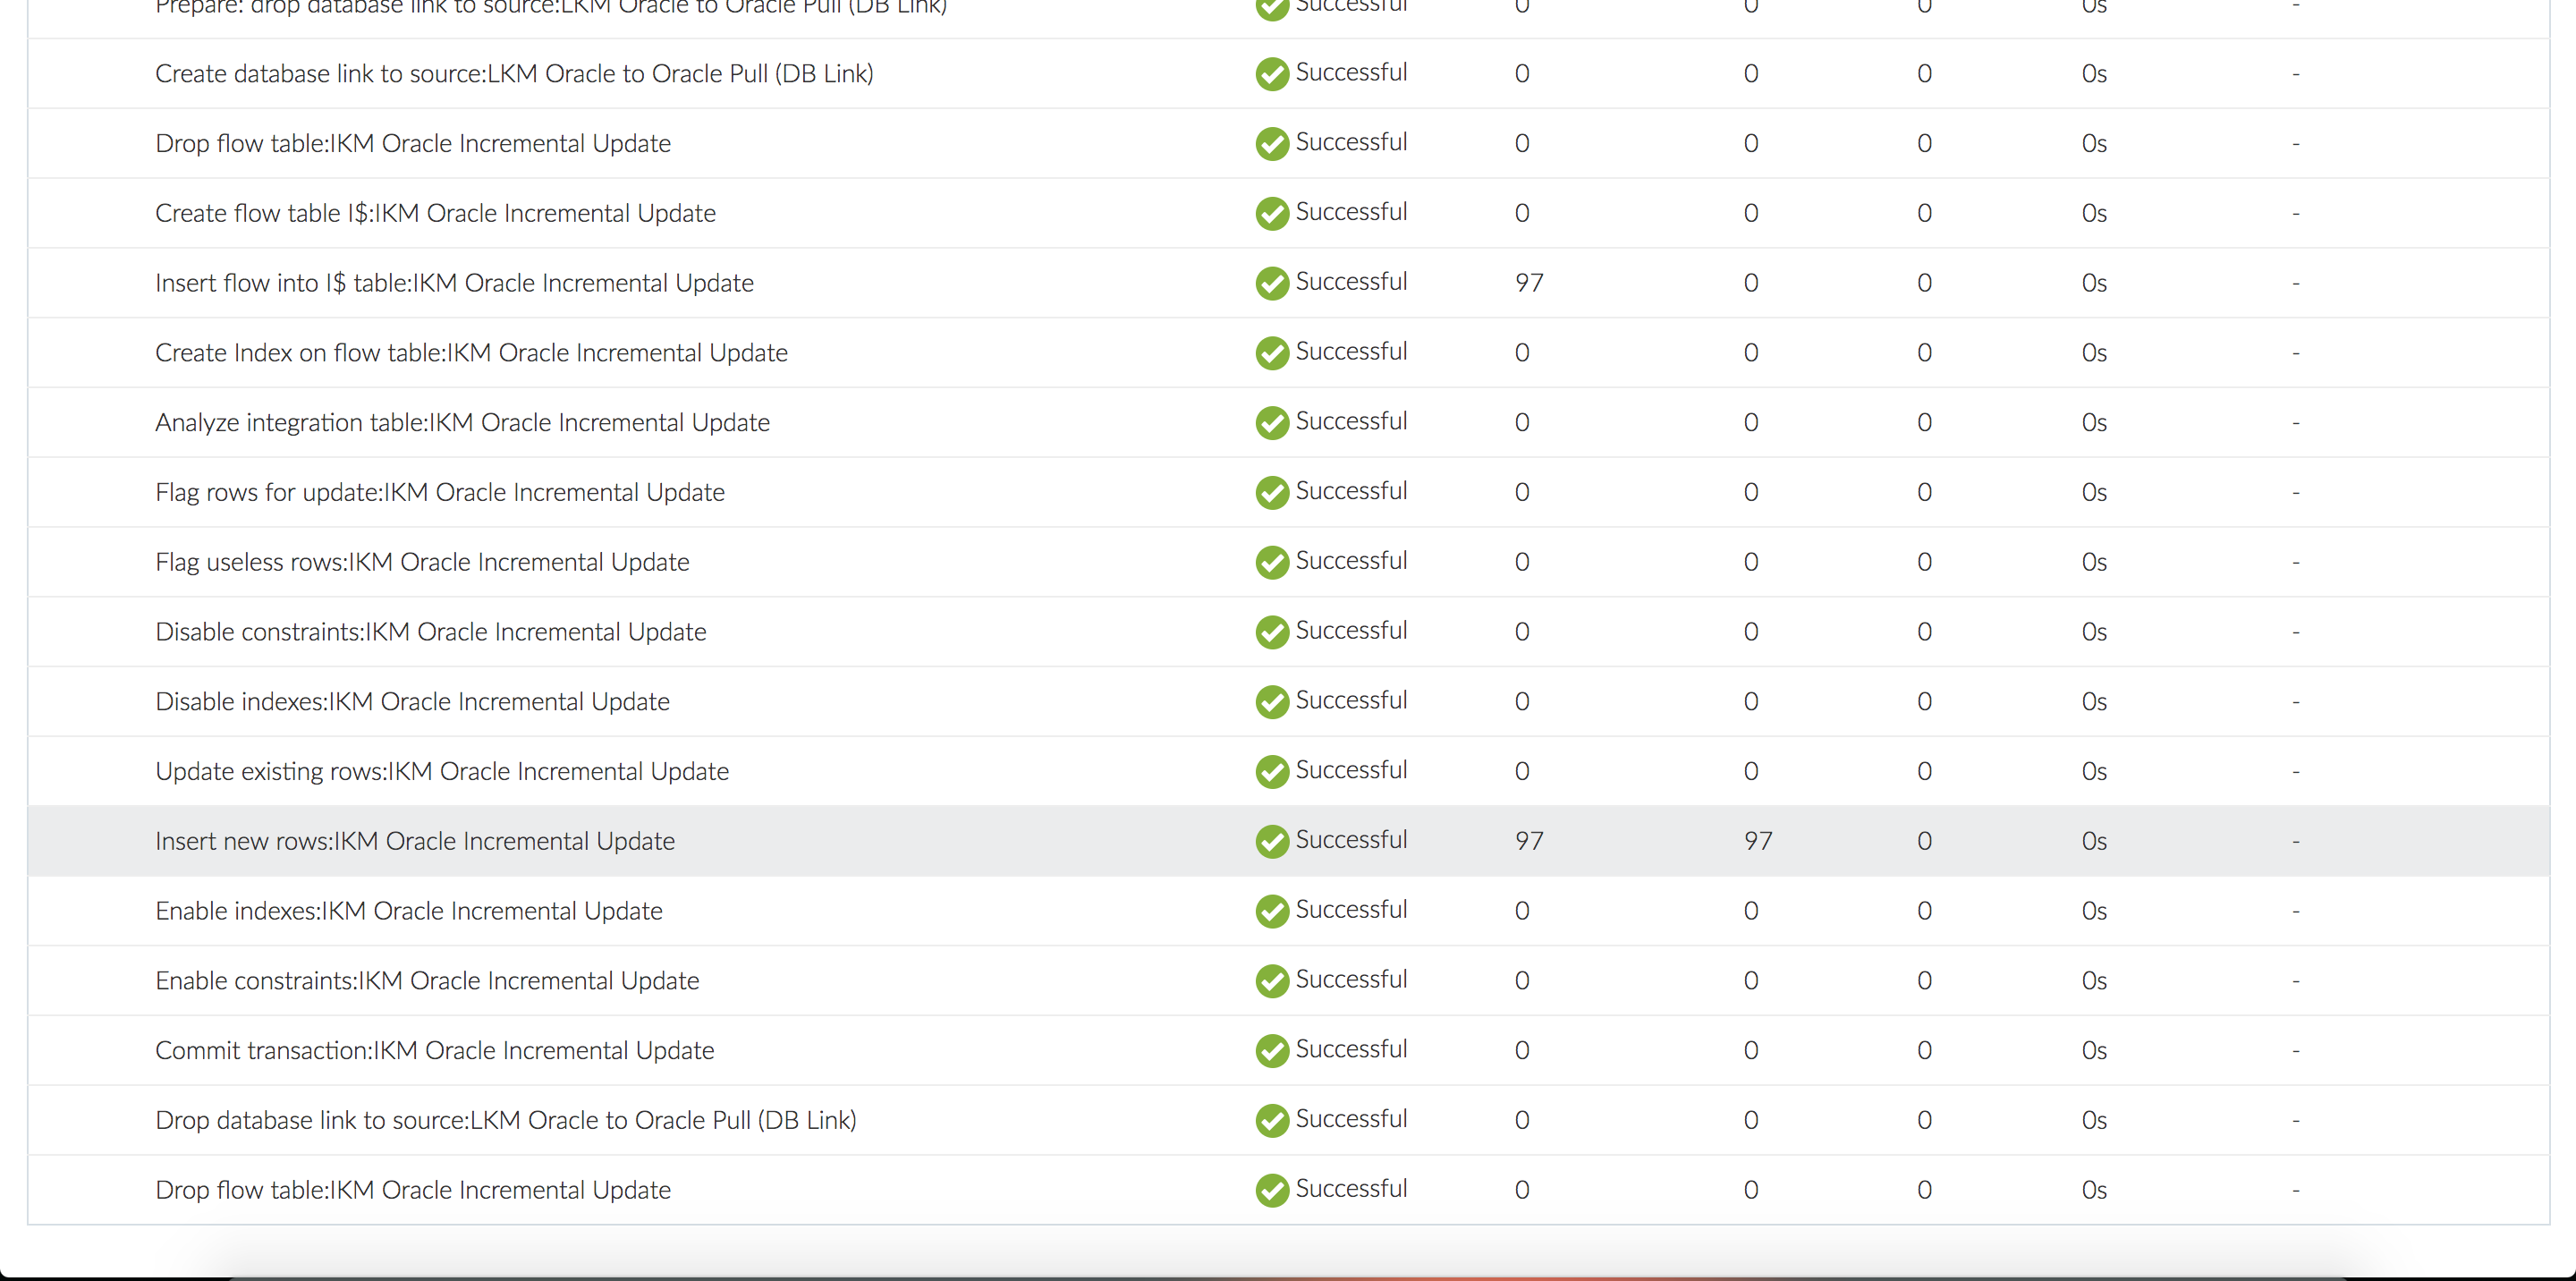 Prepare: drop database link to source:LKM Oracle to Oracle Pull (DB Link) Successful 0 0 0 0s -
Create database link to source:LKM Oracle to Oracle Pull (DB Link) Successful 0 0 0 0s -
Drop flow table:IKM Oracle Incremental Update Successful 0 0 0 0s -
Create flow table I$:IKM Oracle Incremental Update Successful 0 0 0 0s -
Insert flow into I$ table:IKM Oracle Incremental Update Successful 97 0 0 0s -
Create Index on flow table:IKM Oracle Incremental Update Successful 0 0 0 0s -
Analyze integration table:IKM Oracle Incremental Update Successful 0 0 0 0s -
Flag rows for update:IKM Oracle Incremental Update Successful 0 0 0 0s -
Flag useless rows:IKM Oracle Incremental Update Successful 0 0 0 0s -
Disable constraints:IKM Oracle Incremental Update Successful 0 0 0 0s -
Disable indexes:IKM Oracle Incremental Update Successful 0 0 0 0s -
Update existing rows:IKM Oracle Incremental Update Successful 0 0 0 0s -
Insert new rows:IKM Oracle Incremental Update Successful 97 97 0 0s -
Enable indexes:IKM Oracle Incremental Update Successful 0 0 0 0s -
Enable constraints:IKM Oracle Incremental Update Successful 0 0 0 0s -
Commit transaction:IKM Oracle Incremental Update Successful 0 0 0 0s -
Drop database link to source:LKM Oracle to Oracle Pull (DB Link) Successful 0 0 0 0s -
Drop flow table:IKM Oracle Incremental Update Successful 0 0 0 0s -